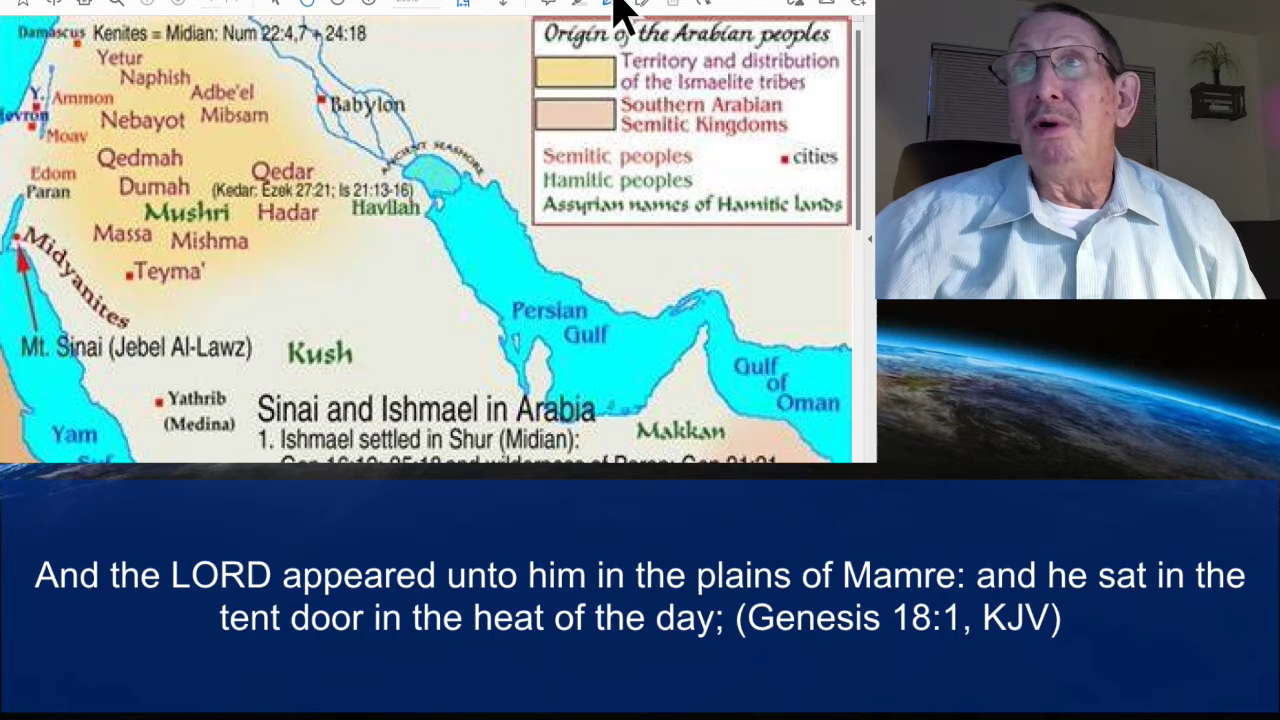 Damascus Kenites = Midian: Num 22:4,7 + 24:18
Yetur
Naphish
Adbe'el
Y.
Ammon
Nebayot
Mibsam
Moav
Babylon
ANCIENT SEASHORE
Qedmah
Edom
Qedar
Paran
Dumah
(Kedar: Ezek 27:21; Is 21:13-16)
Mushri
Hadar
Havilah
Massa
Mishma
Midyanites
Teyma'
Mt. Sinai (Jebel Al-Lawz)
Kush
Persian
Gulf
Gulf
of
Oman
Yathrib
(Medina)
Sinai and Ishmael in Arabia
1. Ishmael settled in Shur (Midian):
Makkan
Yam
Origin of the Arabian peoples
Territory and distribution
of the Ismaelite tribes
Southern Arabian
Semitic Kingdoms
Semitic peoples
cities
Hamitic peoples
Assyrian names of Hamitic lands
And the LORD appeared unto him in the plains of Mamre: and he sat in the
tent door in the heat of the day; (Genesis 18:1, KJV)